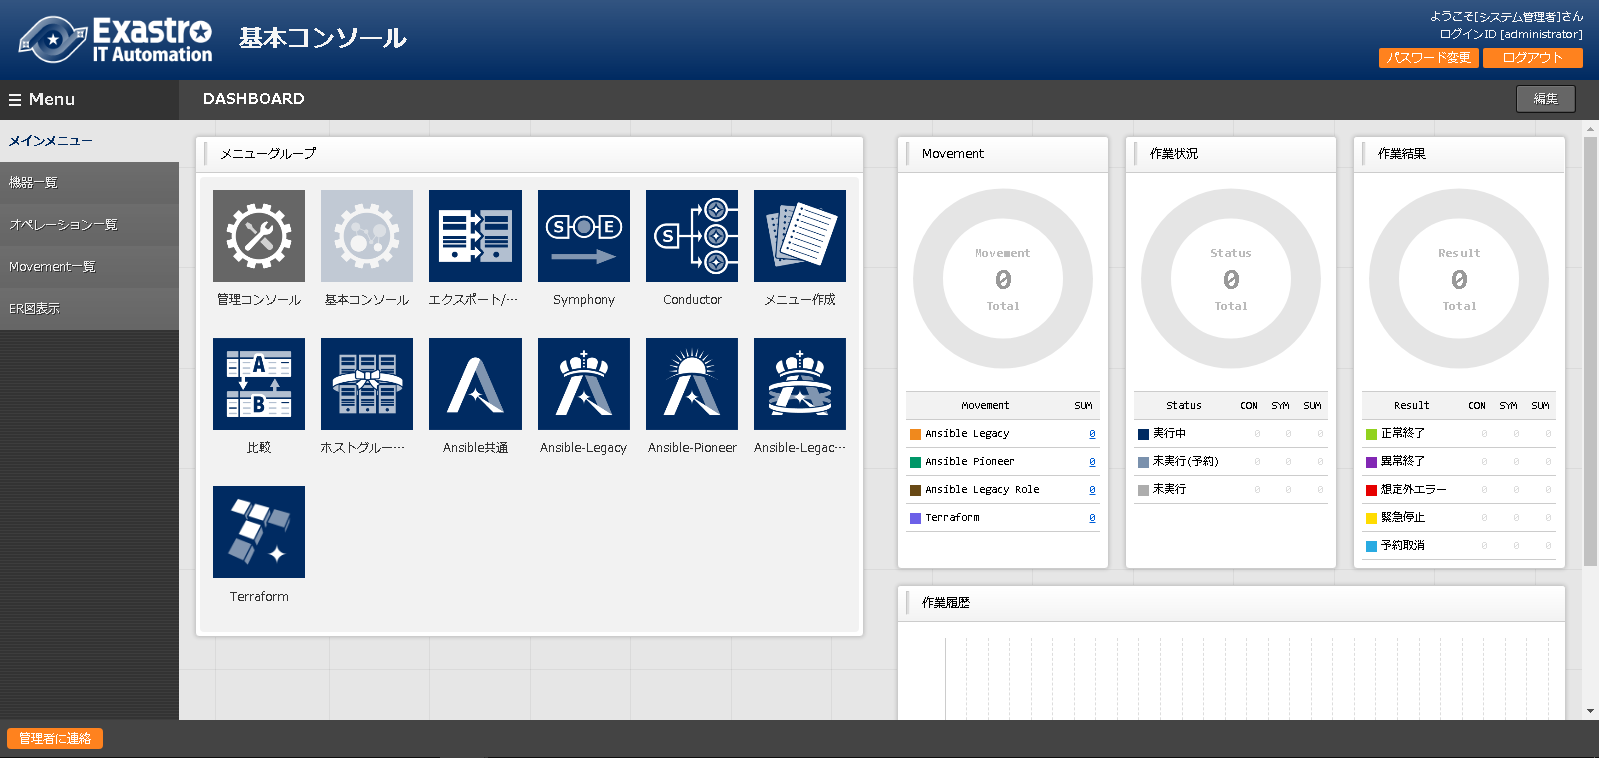 Exastro
IT Automation
基本コンソール
ようこそ[システム管理者]さん
ログインID [administrator]
パスワード変更 ログアウト
Menu
DASHBOARD
編集
メインメニュー
機器一覧
オペレーション一覧
Movement一覧
ER図表示
メニューグループ
管理コンソール 基本コンソール エクスポート/… Symphony Conductor メニュー作成
S O E
S
A
B
比較 ホストグルー… Ansible共通 Ansible-Legacy Ansible-Pioneer Ansible-Legac…
Terraform
Movement
Movement
0
Total
Movement SUM
Ansible Legacy 0
Ansible Pioneer 0
Ansible Legacy Role 0
Terraform 0
作業状況
Status
0
Total
Status CON SYM SUM
実行中 0 0 0
未実行(予約) 0 0 0
未実行 0 0 0
作業結果
Result
0
Total
Result CON SYM SUM
正常終了 0 0 0
異常終了 0 0 0
想定外エラー 0 0 0
緊急停止 0 0 0
予約取消 0 0 0
作業履歴
管理者に連絡